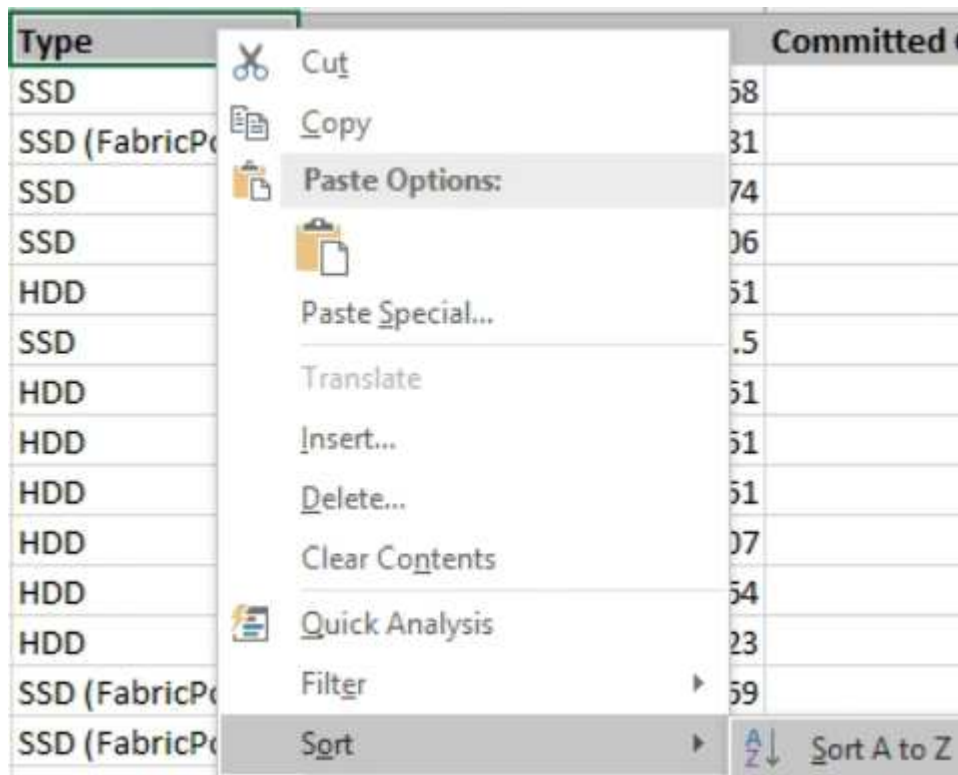 Type Committed
SSD Cut 58
SSD (FabricPo Copy 31
SSD Paste Options: 74
SSD 06
HDD Paste Special... 51
SSD .5
HDD Translate 51
HDD Insert... 51
HDD Delete... 51
HDD Clear Contents 07
HDD Quick Analysis 64
HDD 23
SSD (FabricPo Filter 59
SSD (FabricPo Sort Sort A to Z